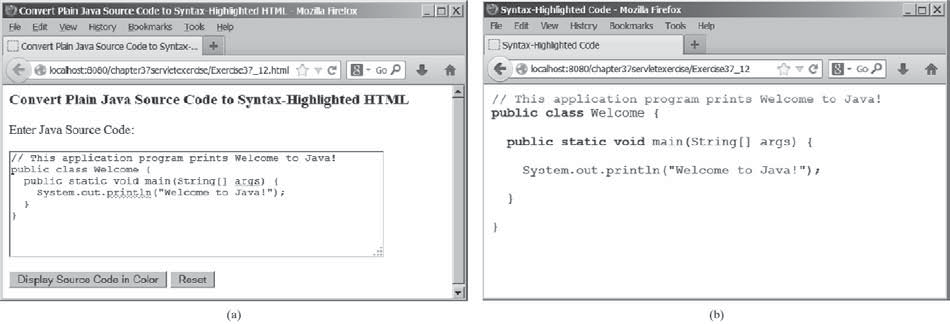 Convert Plain Java Source Code to Syntax-Highlighted HTML - Mozilla Firefox
File Edit View History Bookmarks Tools Help
Convert Plain Java Source Code to Syntax-...
localhost:8080/chapter37servletexercise/Exercise37_12.html
Go
Convert Plain Java Source Code to Syntax-Highlighted HTML
Enter Java Source Code:
// This application program prints Welcome to Java!
public class Welcome {
public static void main(String[] args) {
System.out.println("Welcome to Java!");
}
}
Display Source Code in Color Reset
(a)
Syntax-Highlighted Code - Mozilla Firefox
File Edit View History Bookmarks Tools Help
Syntax-Highlighted Code
localhost:8080/chapter37servletexercise/Exercise37_12
Go
// This application program prints Welcome to Java!
public class Welcome {
public static void main(String[] args) {
System.out.println("Welcome to Java!");
}
}
(b)